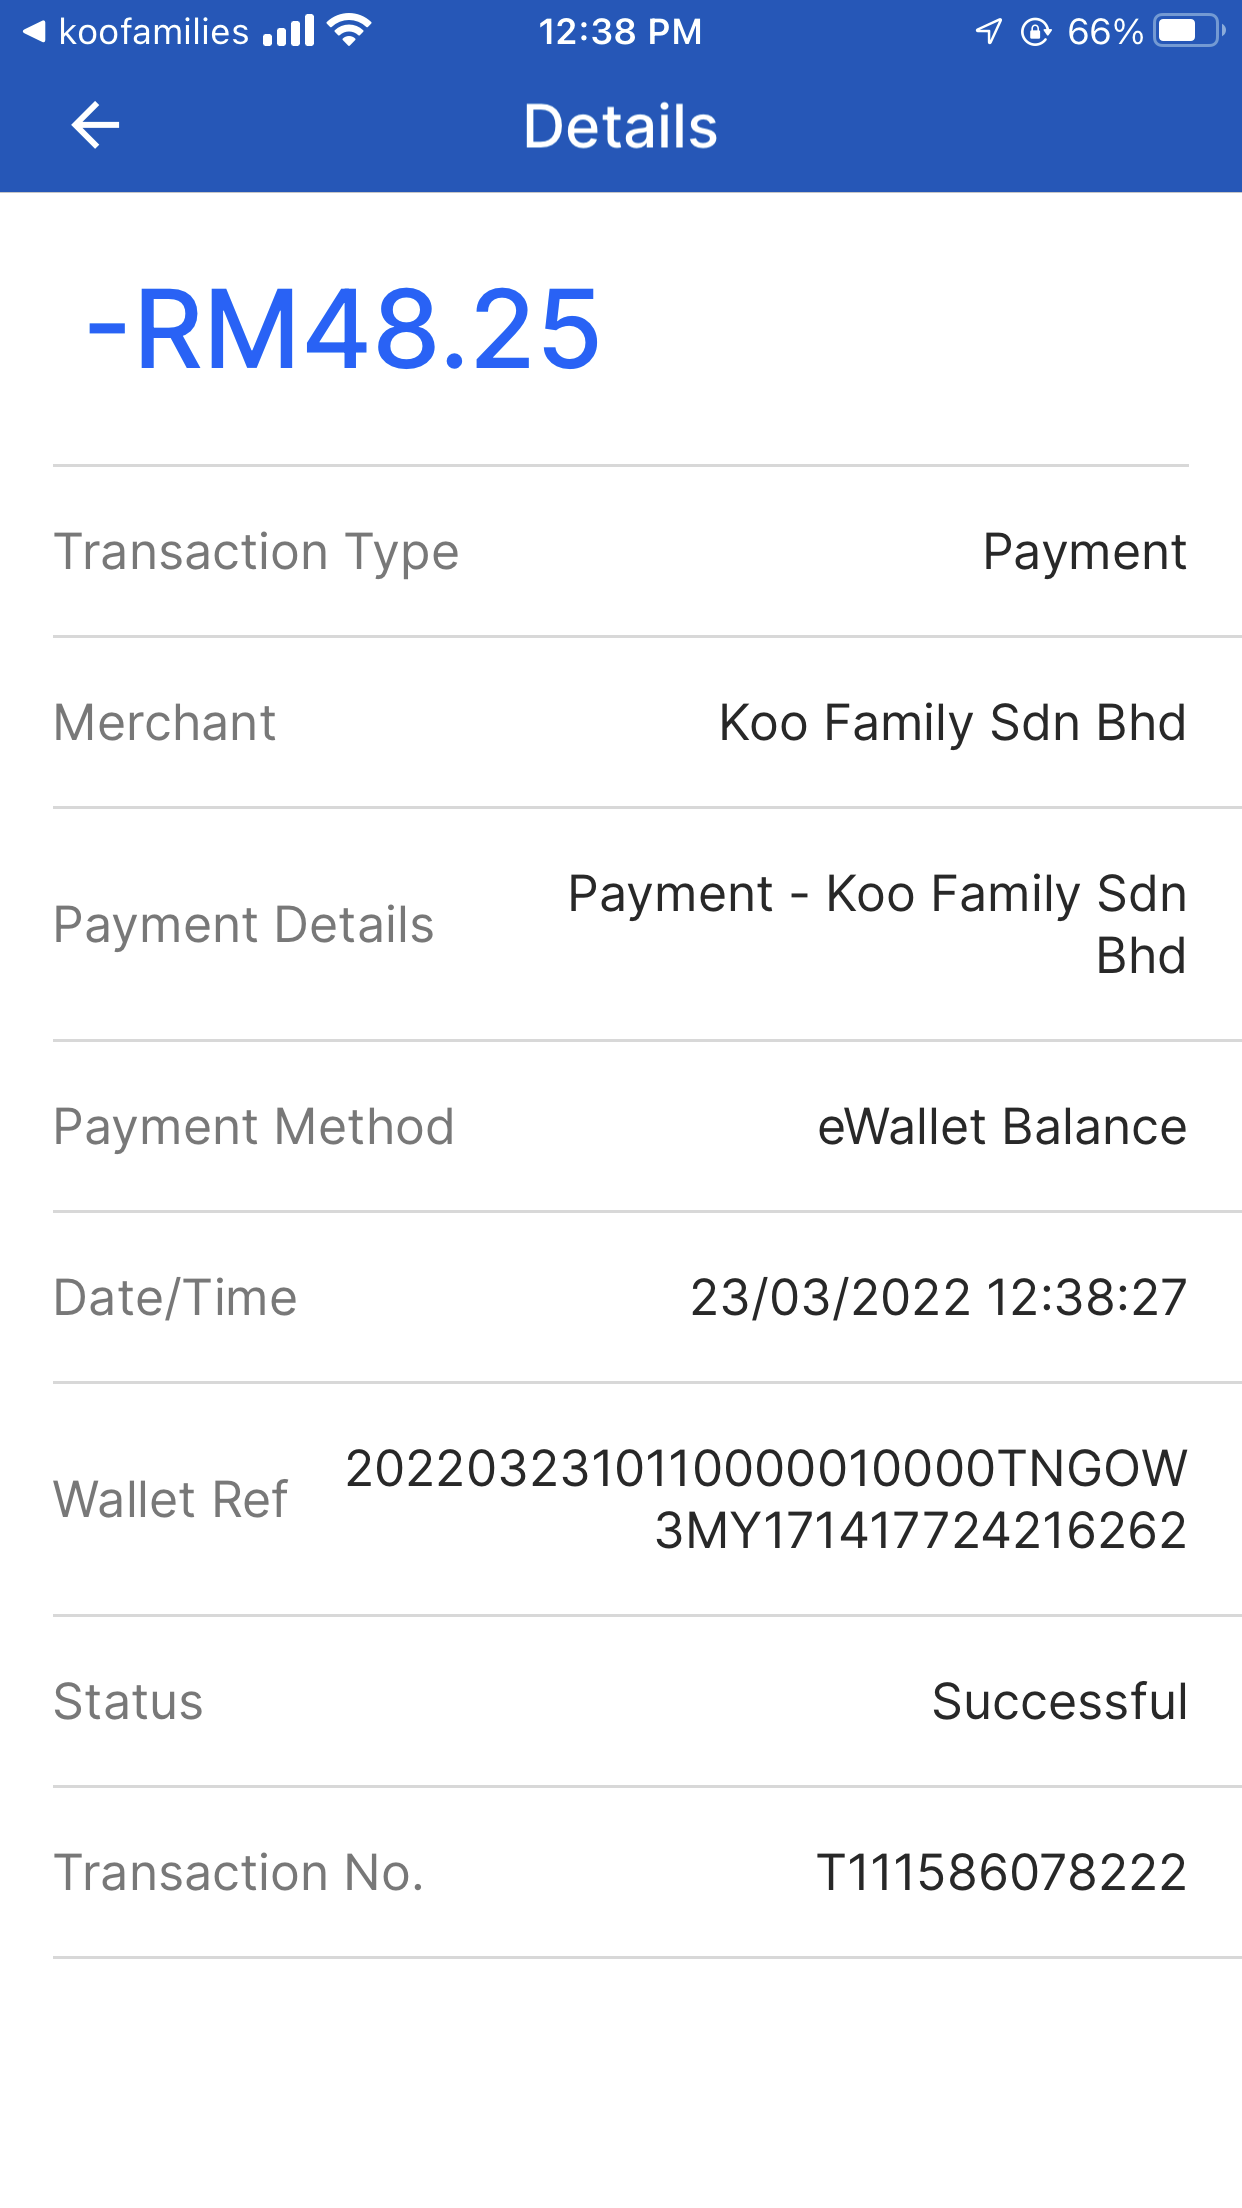 koofamilies 12:38 PM 66%
Details
-RM48.25
Transaction Type Payment
Merchant Koo Family Sdn Bhd
Payment Details Payment - Koo Family Sdn
Bhd
Payment Method eWallet Balance
Date/Time 23/03/2022 12:38:27
Wallet Ref 20220323101110000010000TNGOW
3MY171417724216262
Status Successful
Transaction No. T111586078222